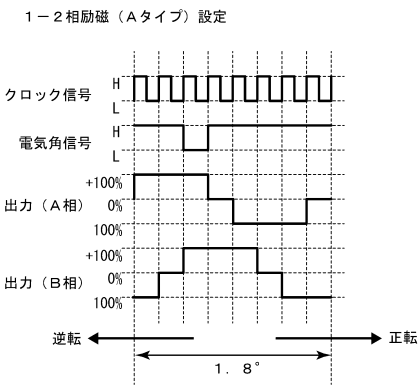 １－２相励磁（Ａタイプ）設定
クロック信号
H
L
電気角信号
H
L
出力（Ａ相）
+100%
0%
100%
出力（Ｂ相）
+100%
0%
100%
逆転
正転
１．８°